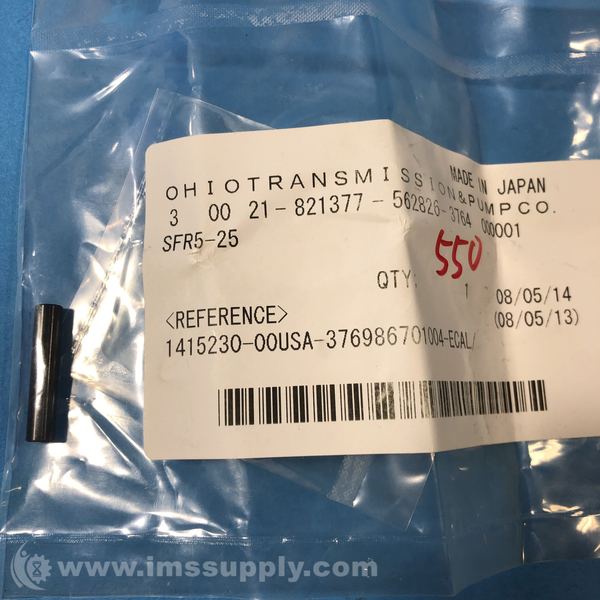 MADE IN JAPAN
OHIOTRANSMISSION&PUMPCO.
3 00 21-821377-562826-3764 000001
SFR5-25
550
QTY: 1 08/05/14
(08/05/13)
<REFERENCE>
1415230-00USA-376986701004-ECAL/
www.imssupply.com